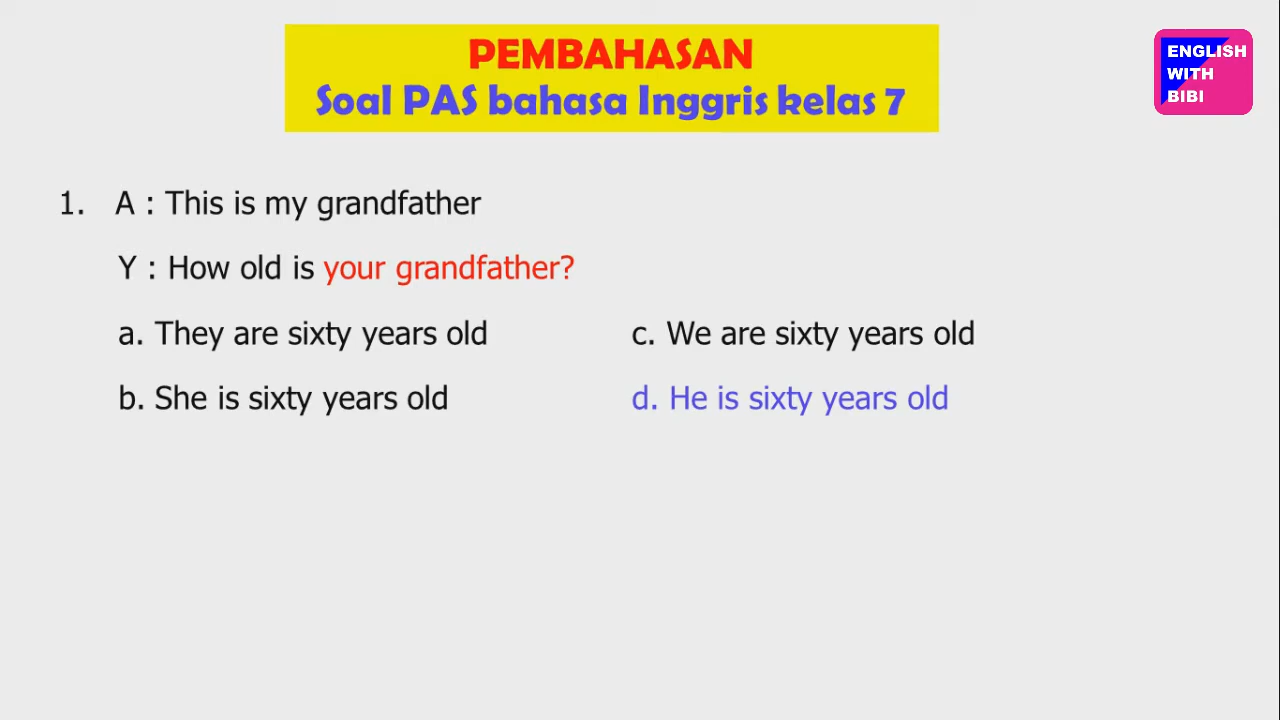 PEMBAHASAN
Soal PAS bahasa Inggris kelas 7
ENGLISH
WITH
BIBI
1. A : This is my grandfather
Y : How old is your grandfather?
a. They are sixty years old
c. We are sixty years old
b. She is sixty years old
d. He is sixty years old